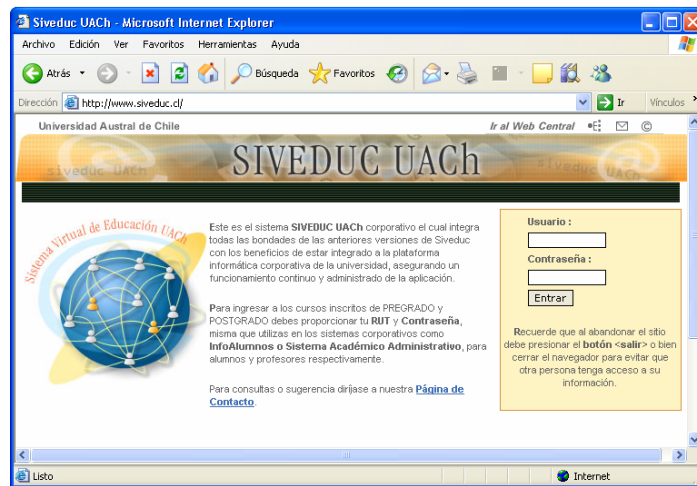 Siveduc UACh - Microsoft Internet Explorer
Archivo Edición Ver Favoritos Herramientas Ayuda
Atrás Búsqueda Favoritos
Dirección http://www.siveduc.cl/ Ir Vínculos »
Universidad Austral de Chile Ir al Web Central
siveduc UACh SIVEDUC UACh siveduc UACh
Sistema Virtual de Educación UACh
Este es el sistema SIVEDUC UACh corporativo el cual integra
todas las bondades de las anteriores versiones de Siveduc
con los beneficios de estar integrado a la plataforma
informática corporativa de la universidad, asegurando un
funcionamiento continuo y administrado de la aplicación.
Para ingresar a los cursos inscritos de PREGRADO y
POSTGRADO debes proporcionar tu RUT y Contraseña,
misma que utilizas en los sistemas corporativos como
InfoAlumnos o Sistema Académico Administrativo, para
alumnos y profesores respectivamente.
Para consultas o sugerencia diríjase a nuestra Página de
Contacto.
Usuario :
Contraseña :
Entrar
Recuerde que al abandonar el sitio
debe presionar el botón <salir> o bien
cerrar el navegador para evitar que
otra persona tenga acceso a su
información.
Listo Internet